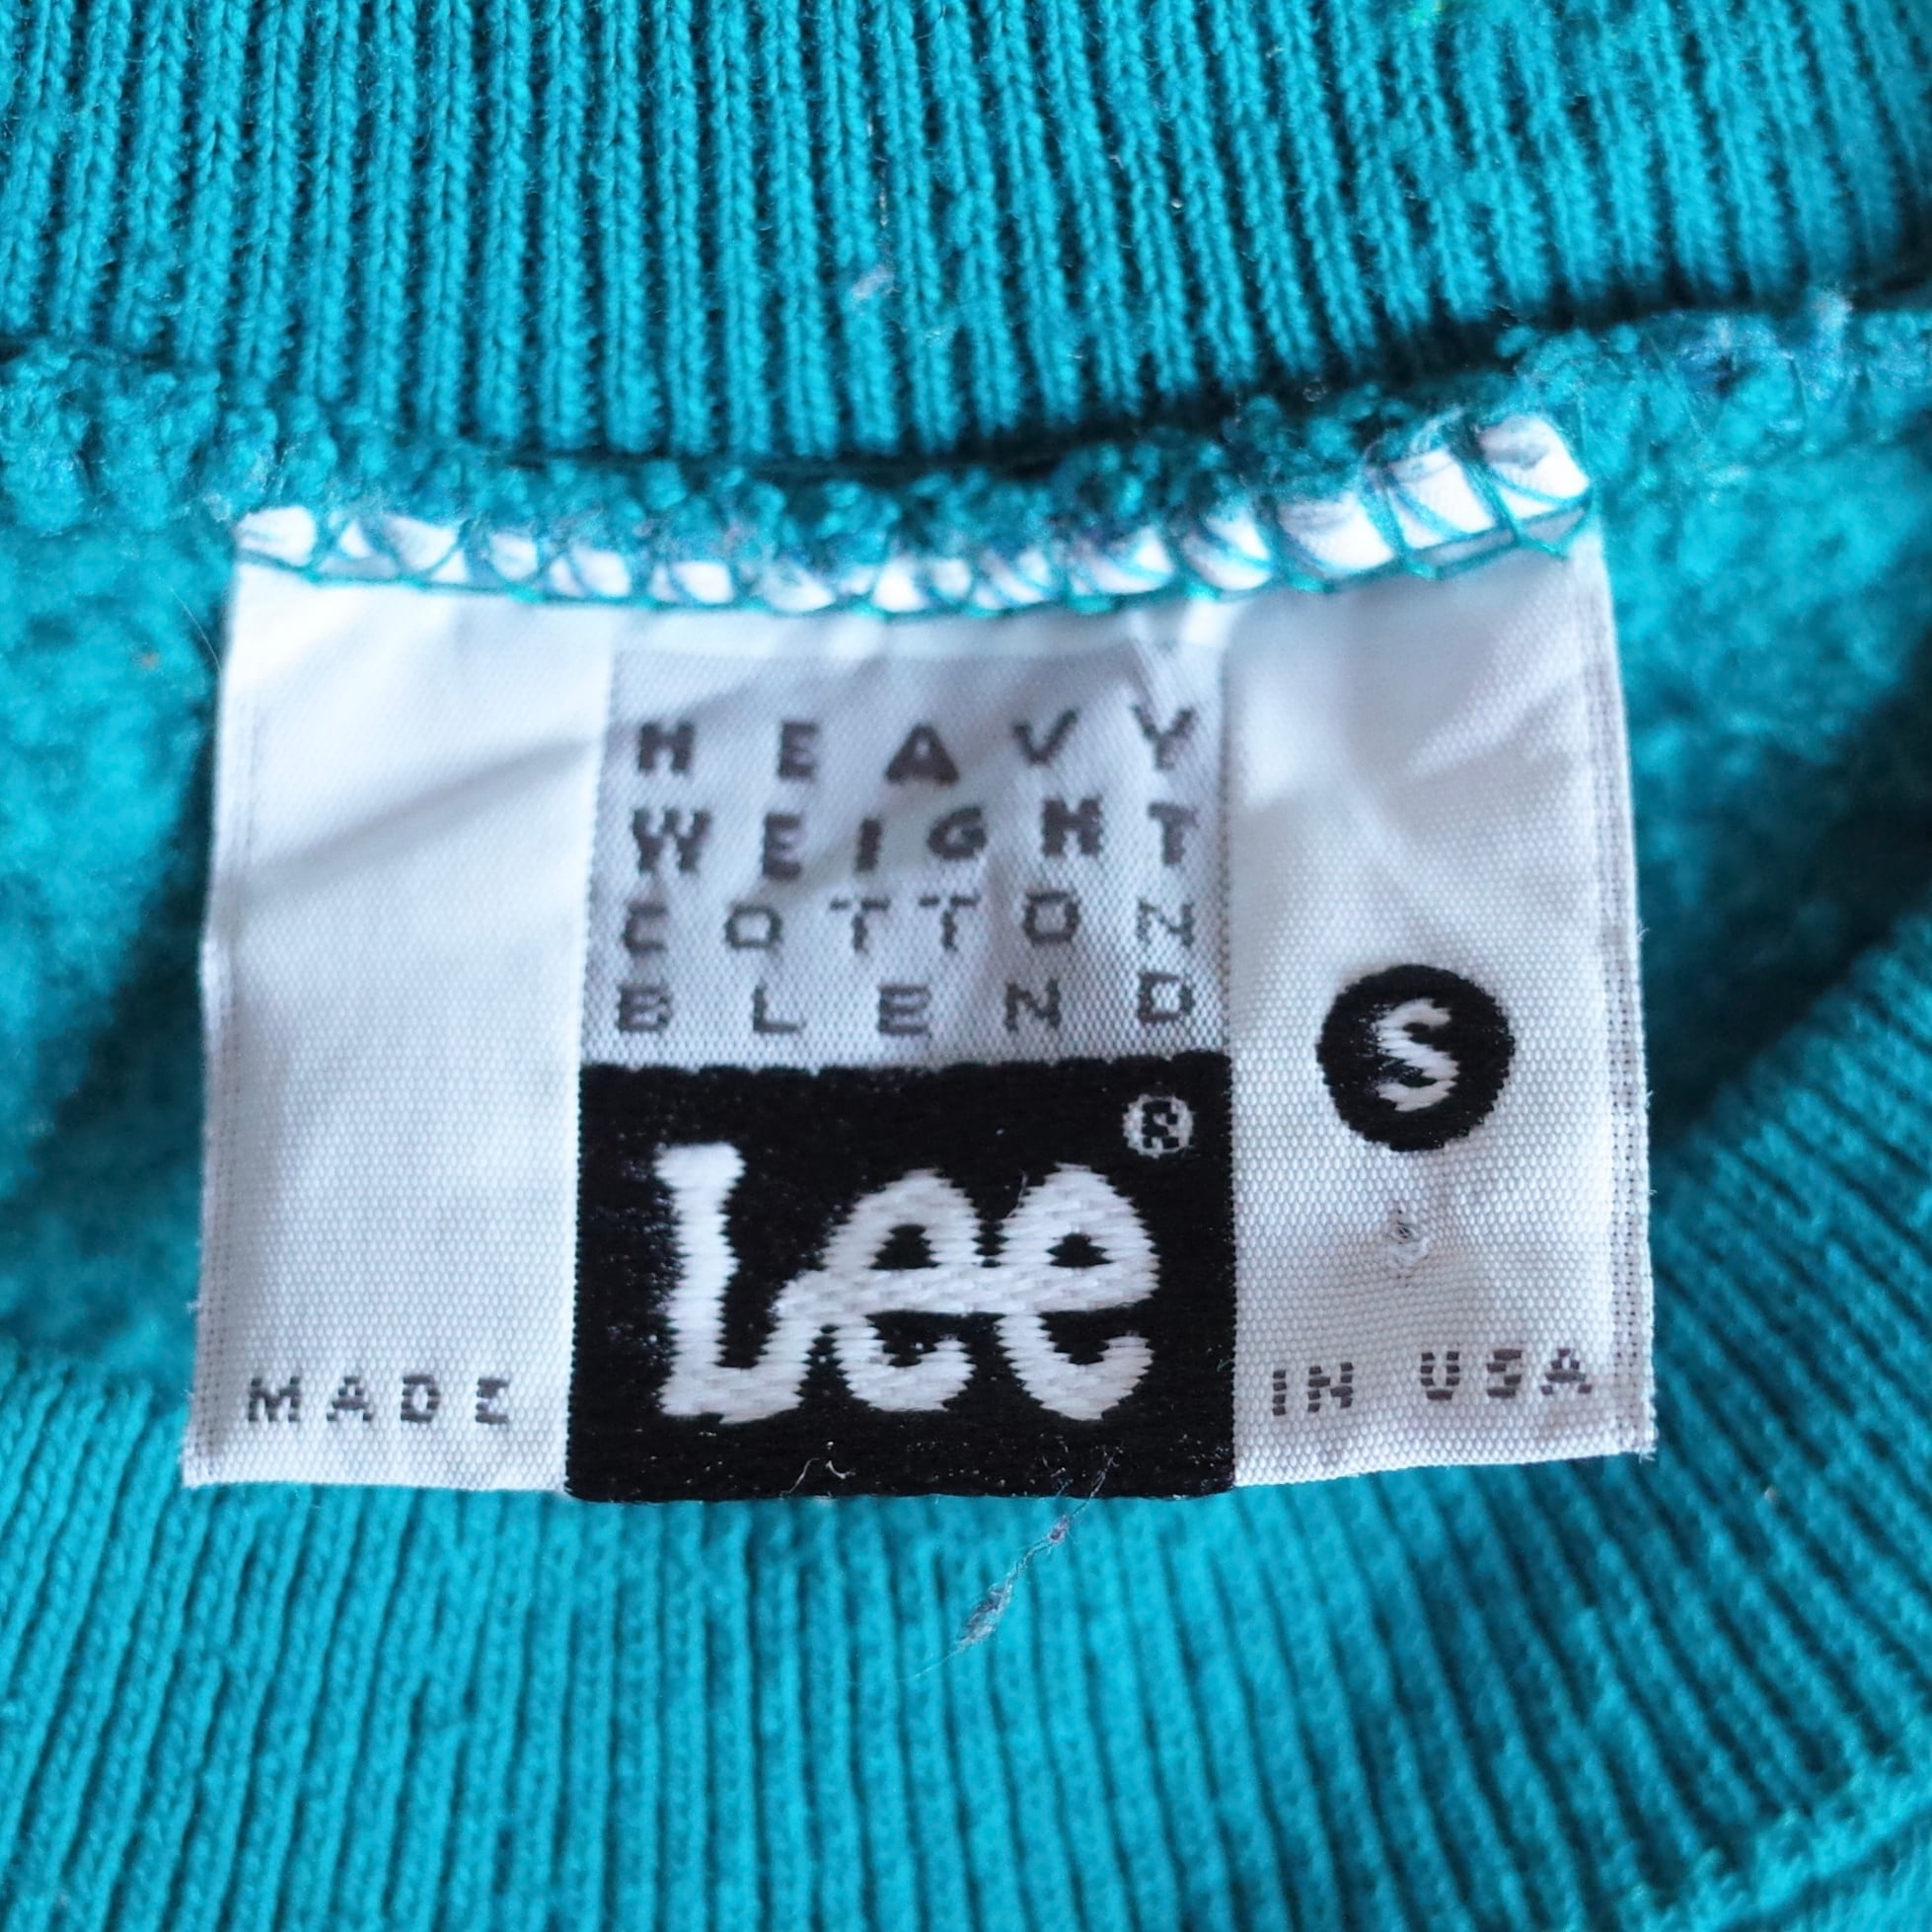 HEAVY
WEIGHT
COTTON
BLEND
Lee®
S
MADE IN USA